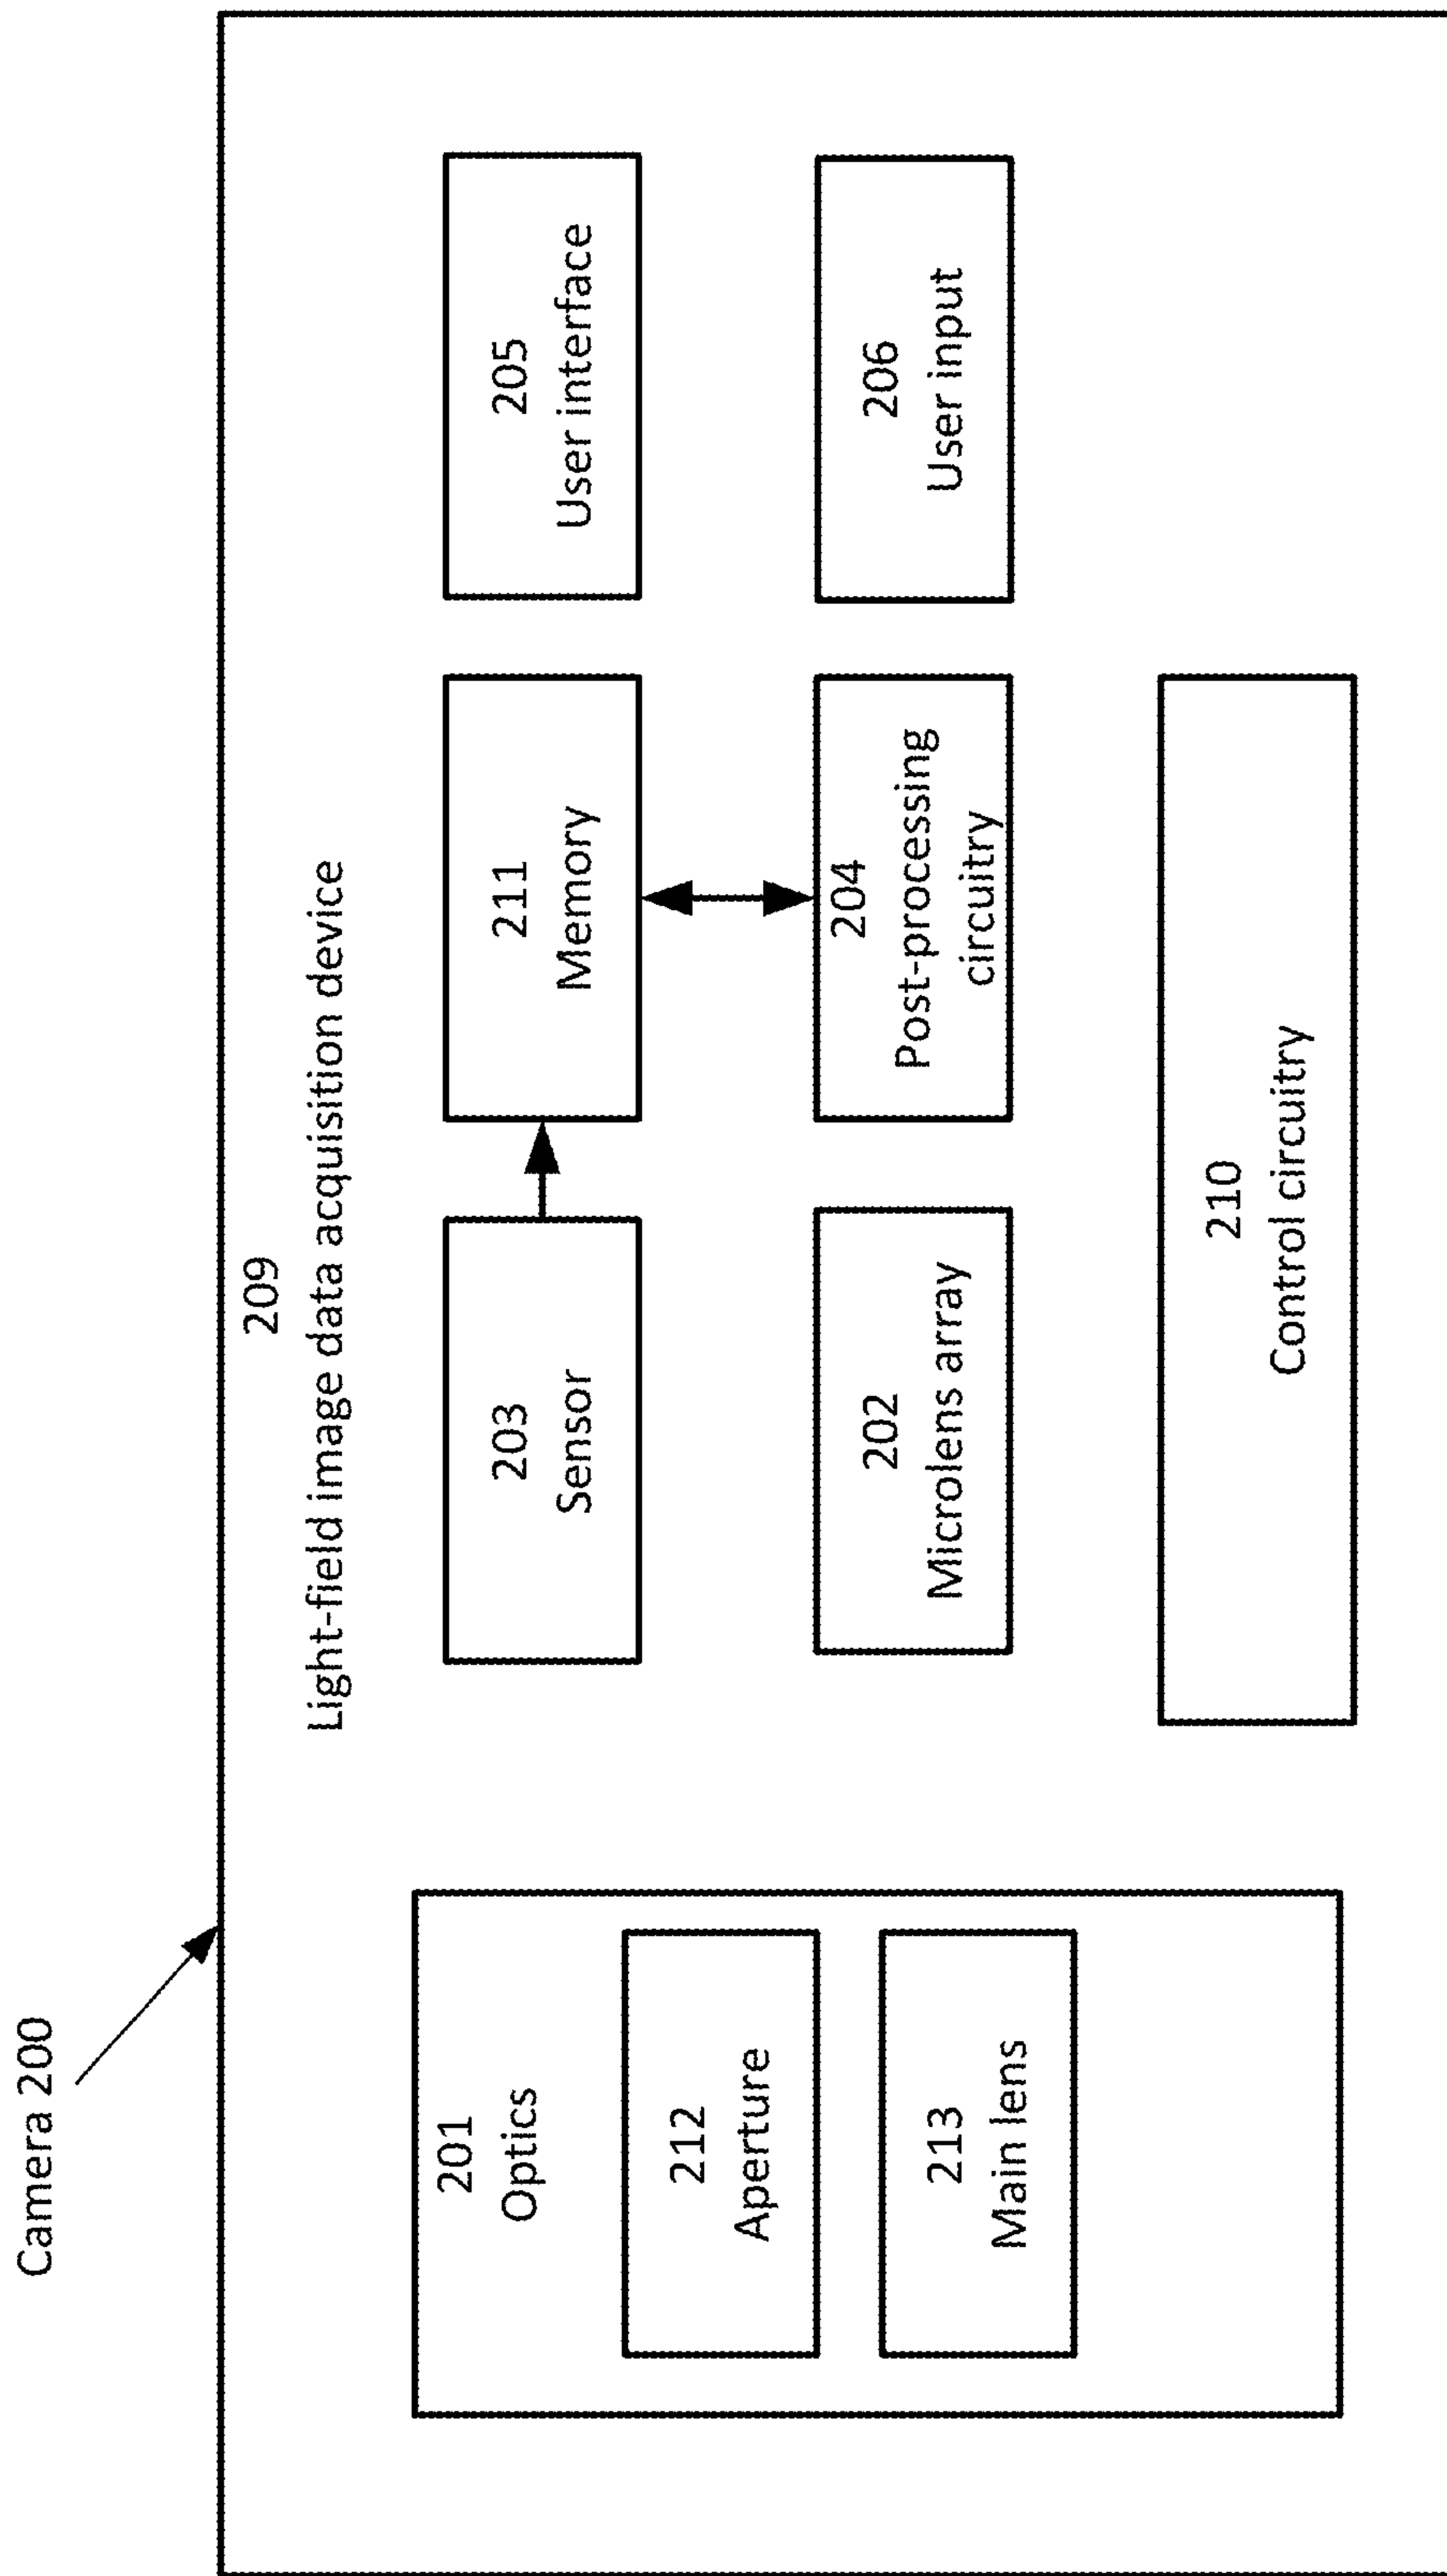 Camera 200
209
Light-field image data acquisition device
201
Optics
212
Aperture
213
Main lens
203
Sensor
211
Memory
205
User interface
202
Microlens array
204
Post-processing
circuitry
206
User input
210
Control circuitry